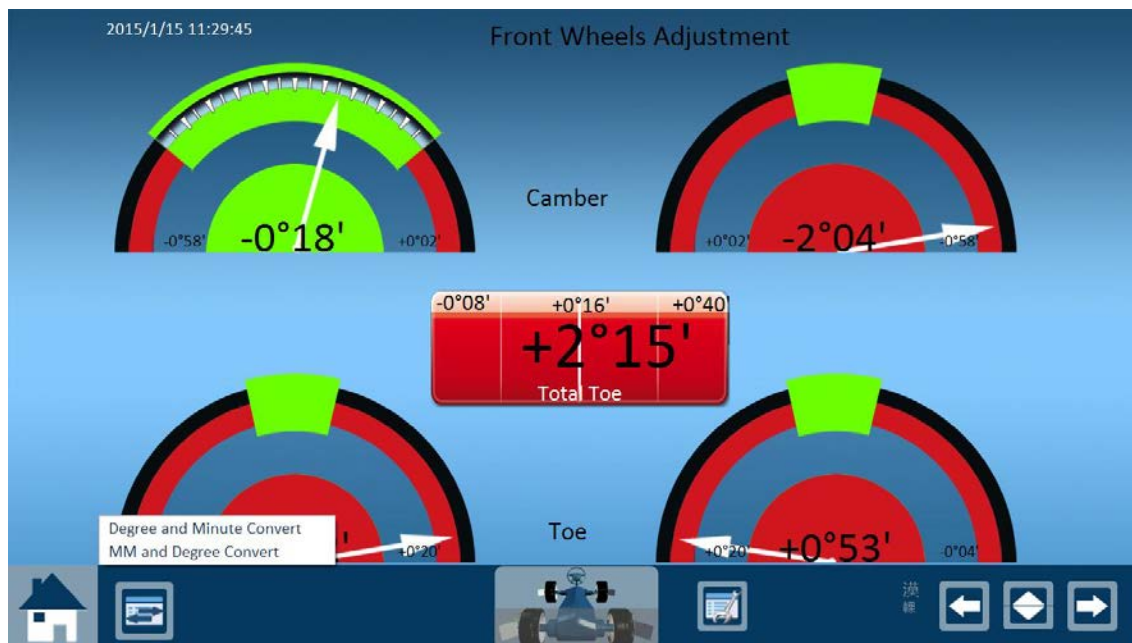 2015/1/15 11:29:45
Front Wheels Adjustment
-0°58'
-0°18'
+0°02'
Camber
+0°02'
-2°04'
-0°58'
-0°08'
+0°16'
+0°40'
+2°15'
Total Toe
Degree and Minute Convert
MM and Degree Convert
+0°20'
Toe
+0°20'
+0°53'
-0°04'